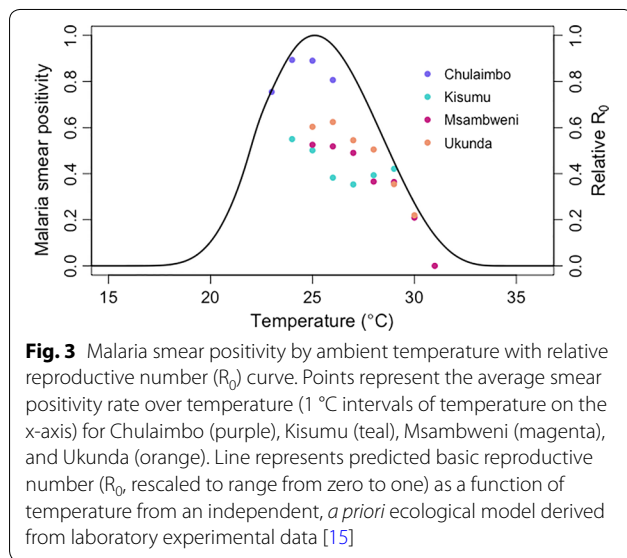 1.0
0.8
0.6
0.4
0.2
0.0
Malaria smear positivity
Chulaimbo
Kisumu
Msambweni
Ukunda
1.0
0.8
0.6
0.4
0.2
0.0
Relative R₀
15 20 25 30 35
Temperature (°C)
Fig. 3 Malaria smear positivity by ambient temperature with relative
reproductive number (R₀) curve. Points represent the average smear
positivity rate over temperature (1 °C intervals of temperature on the
x-axis) for Chulaimbo (purple), Kisumu (teal), Msambweni (magenta),
and Ukunda (orange). Line represents predicted basic reproductive
number (R₀, rescaled to range from zero to one) as a function of
temperature from an independent, a priori ecological model derived
from laboratory experimental data [15]